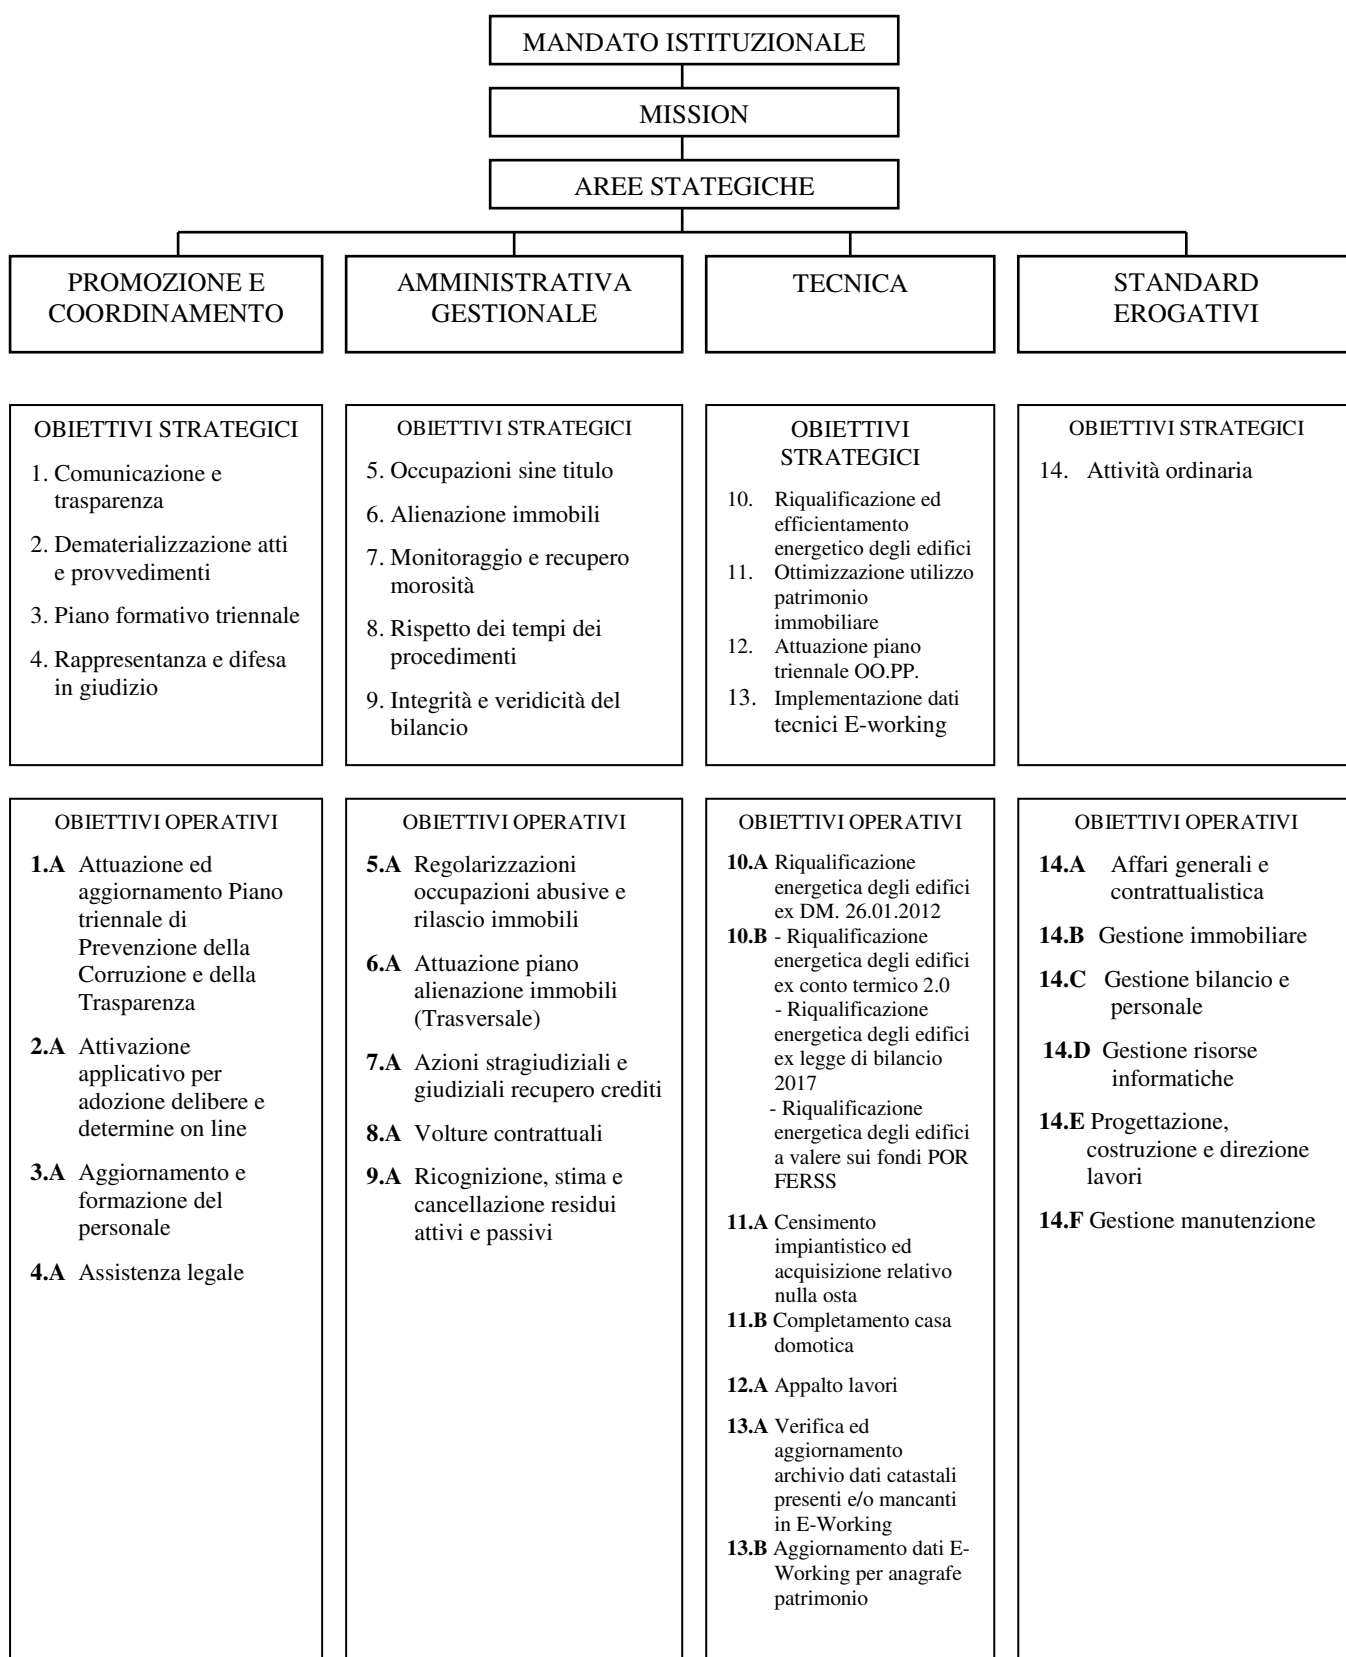 MANDATO ISTITUZIONALE
MISSION
AREE STATEGICHE
PROMOZIONE E
COORDINAMENTO
AMMINISTRATIVA
GESTIONALE
TECNICA
STANDARD
EROGATIVI
OBIETTIVI STRATEGICI
1. Comunicazione e
trasparenza
2. Dematerializzazione atti
e provvedimenti
3. Piano formativo triennale
4. Rappresentanza e difesa
in giudizio
OBIETTIVI STRATEGICI
5. Occupazioni sine titolo
6. Alienazione immobili
7. Monitoraggio e recupero
morosità
8. Rispetto dei tempi dei
procedimenti
9. Integrità e veridicità del
bilancio
OBIETTIVI
STRATEGICI
10. Riqualificazione ed
efficientamento
energetico degli edifici
11. Ottimizzazione utilizzo
patrimonio
immobiliare
12. Attuazione piano
triennale OO.PP.
13. Implementazione dati
tecnici E-working
OBIETTIVI STRATEGICI
14. Attività ordinaria
OBIETTIVI OPERATIVI
1.A Attuazione ed
aggiornamento Piano
triennale di
Prevenzione della
Corruzione e della
Trasparenza
2.A Attivazione
applicativo per
adozione delibere e
determine on line
3.A Aggiornamento e
formazione del
personale
4.A Assistenza legale
OBIETTIVI OPERATIVI
5.A Regolarizzazioni
occupazioni abusive e
rilascio immobili
6.A Attuazione piano
alienazione immobili
(Trasversale)
7.A Azioni stragiudiziali e
giudiziali recupero crediti
8.A Volture contrattuali
9.A Ricognizione, stima e
cancellazione residui
attivi e passivi
OBIETTIVI OPERATIVI
10.A Riqualificazione
energetica degli edifici
ex DM. 26.01.2012
10.B - Riqualificazione
energetica degli edifici
ex conto termico 2.0
- Riqualificazione
energetica degli edifici
ex legge di bilancio
2017
- Riqualificazione
energetica degli edifici
a valere sui fondi POR
FERSS
11.A Censimento
impiantistico ed
acquisizione relativo
nulla osta
11.B Completamento casa
domotica
12.A Appalto lavori
13.A Verifica ed
aggiornamento
archivio dati catastali
presenti e/o mancanti
in E-Working
13.B Aggiornamento dati E-
Working per anagrafe
patrimonio
OBIETTIVI OPERATIVI
14.A Affari generali e
contrattualistica
14.B Gestione immobiliare
14.C Gestione bilancio e
personale
14.D Gestione risorse
informatiche
14.E Progettazione,
costruzione e direzione
lavori
14.F Gestione manutenzione